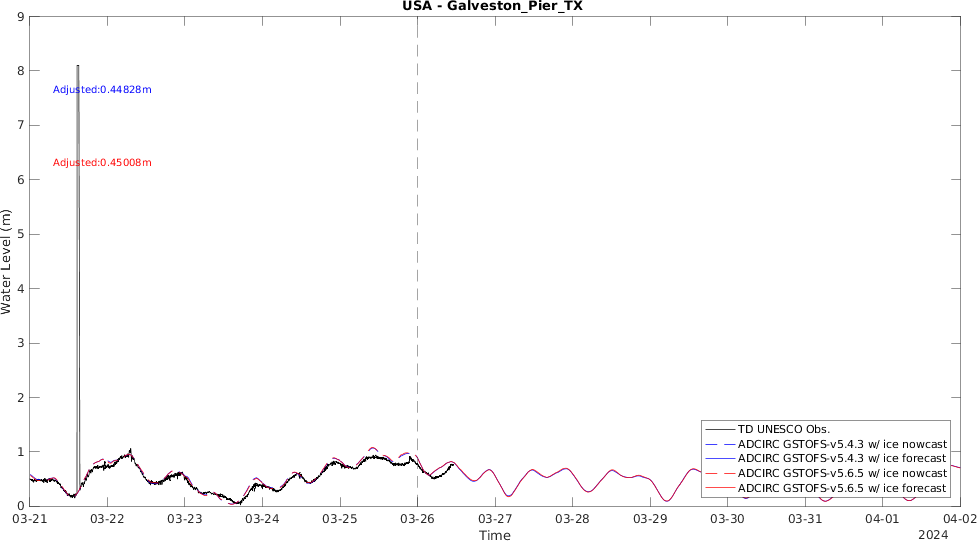 USA - Galveston_Pier_TX
9
8
7
6
5
4
3
2
1
0
Water Level (m)
Adjusted:0.44828m
Adjusted:0.45008m
TD UNESCO Obs.
ADCIRC GSTOFS-v5.4.3 w/ ice nowcast
ADCIRC GSTOFS-v5.4.3 w/ ice forecast
ADCIRC GSTOFS-v5.6.5 w/ ice nowcast
ADCIRC GSTOFS-v5.6.5 w/ ice forecast
03-21 03-22 03-23 03-24 03-25 03-26 03-27 03-28 03-29 03-30 03-31 04-01 04-02
Time
2024